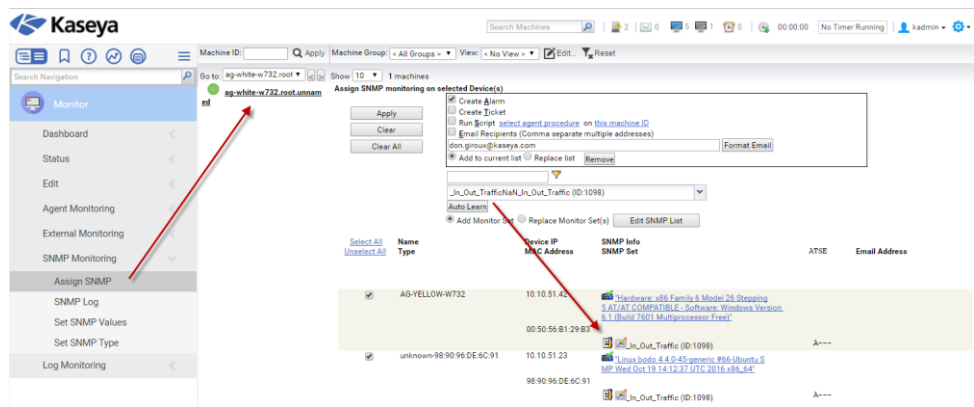 Kaseya
Search Machines
2 0 5 1 0 00:00:00 No Timer Running kadmin
Machine ID: Apply Machine Group: < All Groups > View: < No View > Edit... Reset
Search Navigation
Go to: ag-white-w732.root Show 10 1 machines
ag-white-w732.root.unnam
ed
Assign SNMP monitoring on selected Device(s)
Monitor
Dashboard
Status
Edit
Agent Monitoring
External Monitoring
SNMP Monitoring
Assign SNMP
SNMP Log
Set SNMP Values
Set SNMP Type
Log Monitoring
Apply
Clear
Clear All
Create Alarm
Create Ticket
Run Script select agent procedure on this machine ID
Email Recipients (Comma separate multiple addresses)
don.giroux@kaseya.com Format Email
Add to current list Replace list Remove
_In_Out_TrafficNaN_In_Out_Traffic (ID:1098)
Auto Learn
Add Monitor Set Replace Monitor Set(s) Edit SNMP List
Select All Name Device IP SNMP Info
Unselect All Type MAC Address SNMP Set ATSE Email Address
AG-YELLOW-W732 10.10.51.42 "Hardware: x86 Family 6 Model 26 Stepping
5 AT/AT COMPATIBLE - Software: Windows Version
6.1 (Build 7601 Multiprocessor Free)"
00:50:56:B1:29:B3
_In_Out_Traffic (ID:1098) A---
unknown-98:90:96:DE:6C:91 10.10.51.23 "Linux bodo 4.4.0-45-generic #66-Ubuntu S
MP Wed Oct 19 14:12:37 UTC 2016 x86_64"
98:90:96:DE:6C:91
_In_Out_Traffic (ID:1098) A---